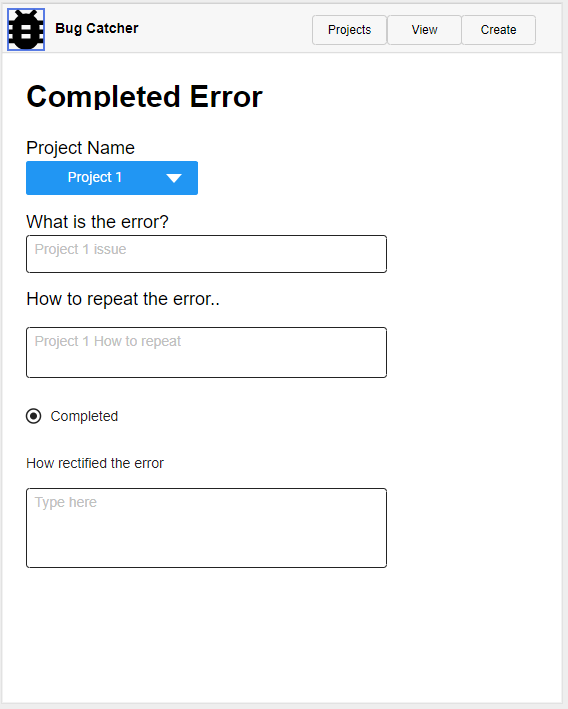 Bug Catcher
Projects
View
Create
Completed Error
Project Name
Project 1
What is the error?
Project 1 issue
How to repeat the error..
Project 1 How to repeat
Completed
How rectified the error
Type here